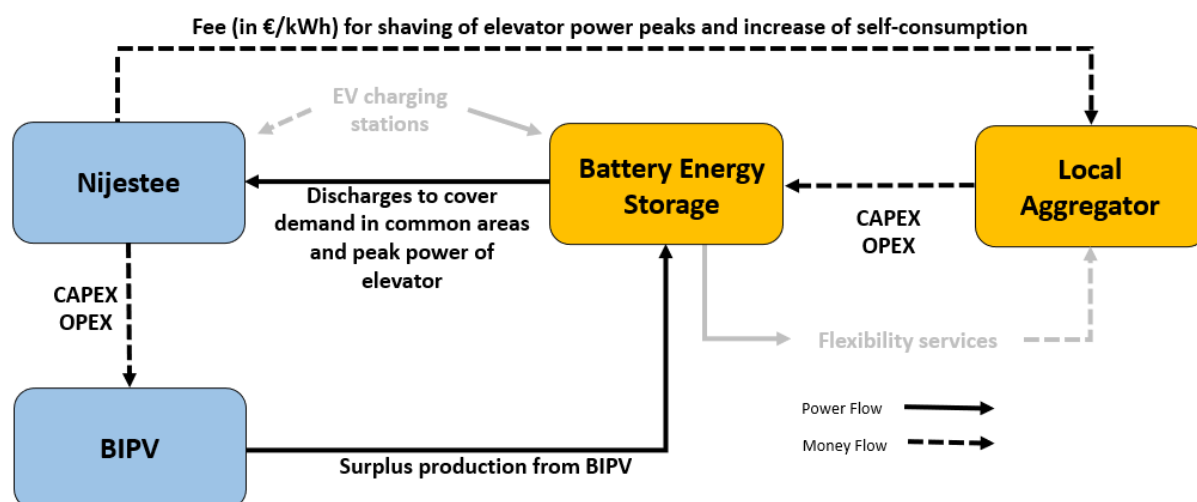 Fee (in €/kWh) for shaving of elevator power peaks and increase of self-consumption
EV charging
stations
Nijestee
Battery Energy
Storage
Local
Aggregator
Discharges to cover
demand in common areas
and peak power of
elevator
CAPEX
OPEX
CAPEX
OPEX
Flexibility services
BIPV
Surplus production from BIPV
Power Flow
Money Flow